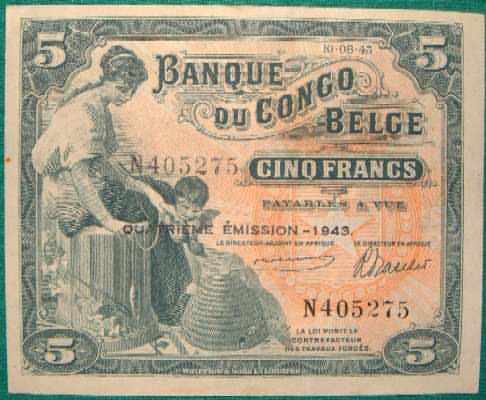 5
10-08-43
5
BANQUE
DU CONGO
BELGE
N405275
CINQ FRANCS
PAYABLES A VUE
QUATRIÈME ÉMISSION-1943.
LE DIRECTEUR-ADJOINT EN AFRIQUE
LE DIRECTEUR EN AFRIQUE
N405275
LA LOI PUNIT LE
CONTREFACTEUR
DES TRAVAUX FORCÉS.
5
5